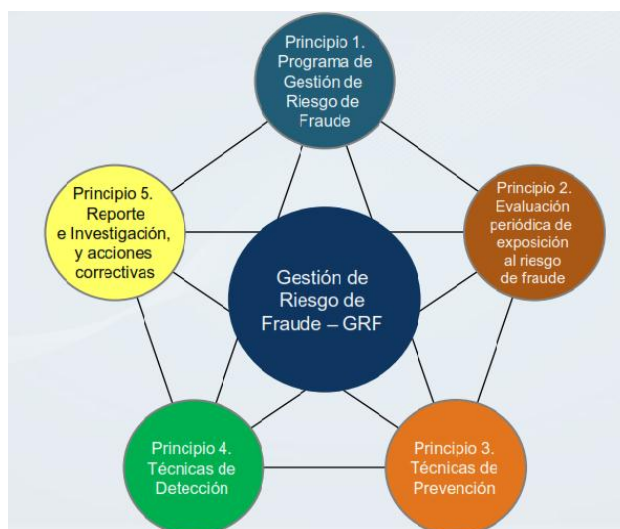 Principio 1.
Programa de
Gestión de
Riesgo de
Fraude
Principio 2.
Evaluación
periódica de
exposición
al riesgo
de fraude
Principio 5.
Reporte
e Investigación,
y acciones
correctivas
Gestión de
Riesgo de
Fraude – GRF
Principio 4.
Técnicas de
Detección
Principio 3.
Técnicas de
Prevención